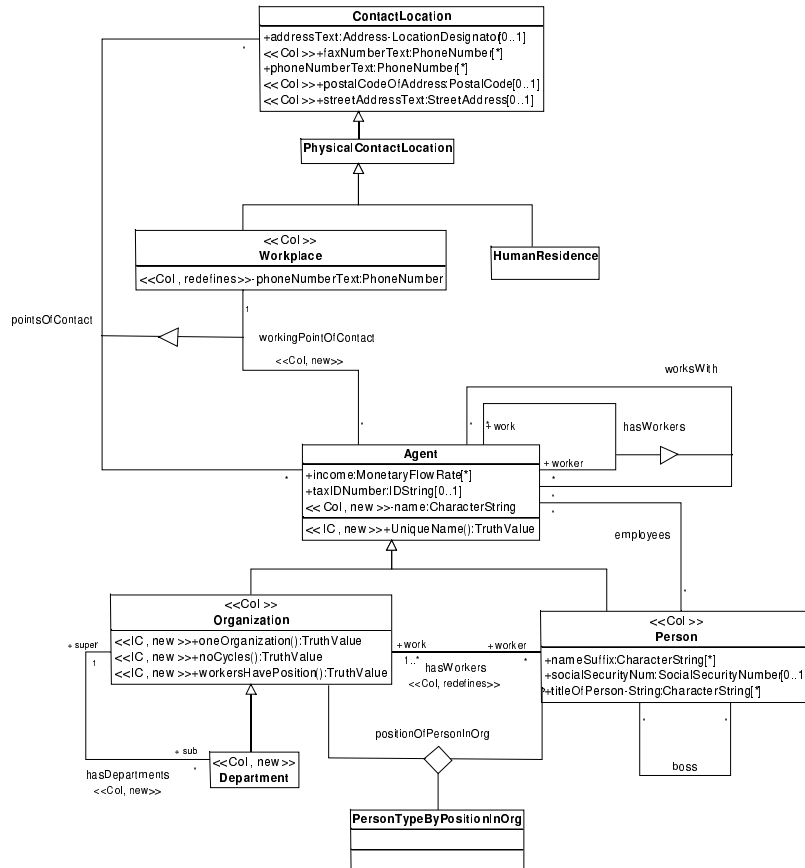 ContactLocation
+addressText:Address-LocationDesignator[0..1]
<<Col>>+faxNumberText:PhoneNumber[*]
+phoneNumberText:PhoneNumber[*]
<<Col>>+postalCodeOfAddress:PostalCode[0..1]
<<Col>>+streetAddressText:StreetAddress[0..1]
*
PhysicalContactLocation
<<Col>>
Workplace
<<Col, redefines>>-phoneNumberText:PhoneNumber
HumanResidence
1
pointsOfContact
workingPointOfContact
<<Col, new>>
worksWith
*
* *
+work
hasWorkers
Agent
+income:MonetaryFlowRate[*]
+taxIDNumber:IDString[0..1]
<<Col, new>>-name:CharacterString
<<IC, new>>+UniqueName():TruthValue
*
+worker
*
*
*
employees
*
<<Col>>
Organization
<<IC, new>>+oneOrganization():TruthValue
<<IC, new>>+noCycles():TruthValue
<<IC, new>>+workersHavePosition():TruthValue
+super
1
+work
1..*
+worker
*
hasWorkers
<<Col, redefines>>
<<Col>>
Person
+nameSuffix:CharacterString[*]
+socialSecurityNum:SocialSecurityNumber[0..1
+titleOfPerson-String:CharacterString[*]
* *
boss
positionOfPersonInOrg
+sub
*
hasDepartments
<<Col, new>>
<<Col, new>>
Department
PersonTypeByPositionInOrg